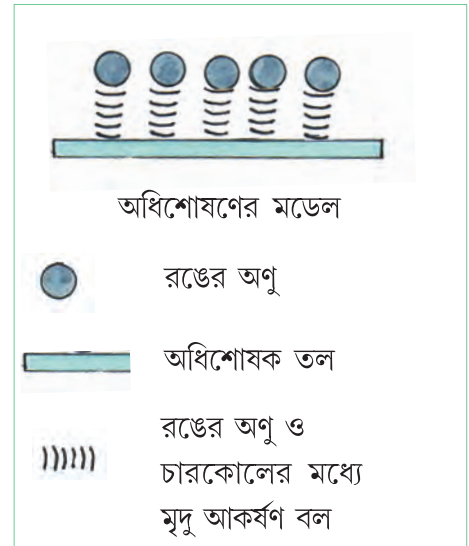 অধিশোষণের মডেল
রঙের অণু
অধিশোষক তল
রঙের অণু ও
চারকোলের মধ্যে
মৃদু আকর্ষণ বল